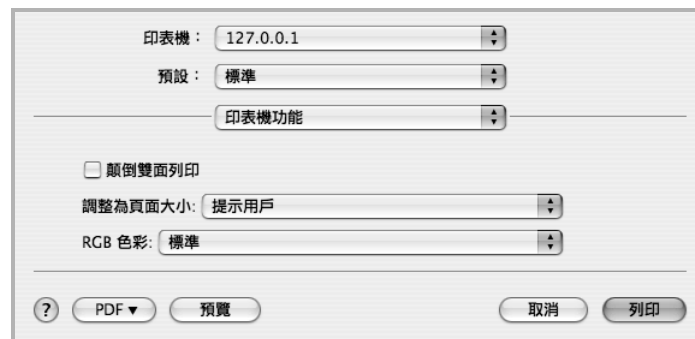 印表機： 127.0.0.1
預設： 標準
印表機功能
顛倒雙面列印
調整為頁面大小: 提示用戶
RGB 色彩: 標準
? PDF▼ 預覽 取消 列印